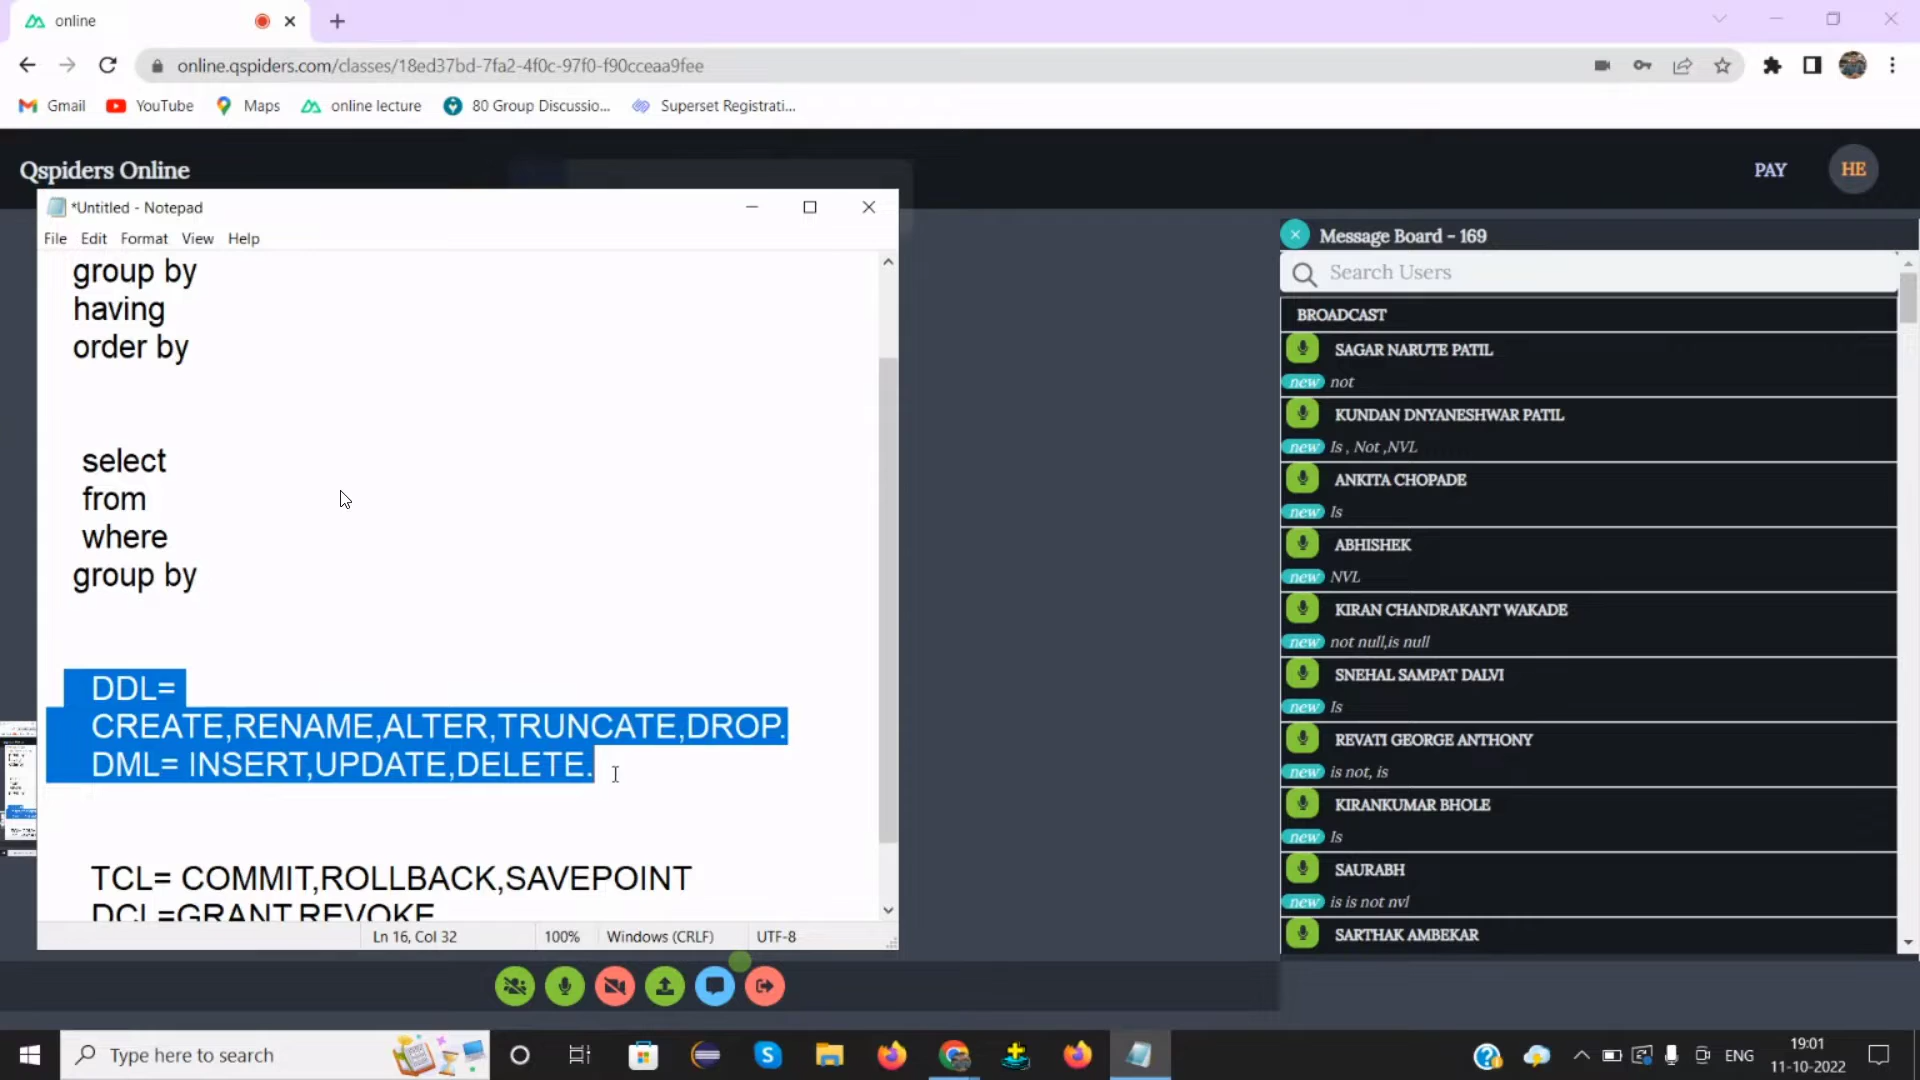 online
online.qspiders.com/classes/18ed37bd-7fa2-4f0c-97f0-f90cceaa9fee
Gmail
YouTube
Maps
online lecture
80 Group Discussio...
Superset Registrati...
Qspiders Online
PAY
HE
*Untitled - Notepad
File Edit Format View Help
group by
having
order by
select
from
where
group by
DDL=
CREATE,RENAME,ALTER,TRUNCATE,DROP.
DML= INSERT,UPDATE,DELETE.
TCL= COMMIT,ROLLBACK,SAVEPOINT
DCL=GRANT,REVOKE
Ln 16, Col 32
100%
Windows (CRLF)
UTF-8
Message Board - 169
Search Users
BROADCAST
SAGAR NARUTE PATIL
new not
KUNDAN DNYANESHWAR PATIL
new Is , Not ,NVL
ANKITA CHOPADE
new Is
ABHISHEK
new NVL
KIRAN CHANDRAKANT WAKADE
new not null,is null
SNEHAL SAMPAT DALVI
new Is
REVATI GEORGE ANTHONY
new is not, is
KIRANKUMAR BHOLE
new Is
SAURABH
new is is not nvl
SARTHAK AMBEKAR
Type here to search
ENG
19:01
11-10-2022